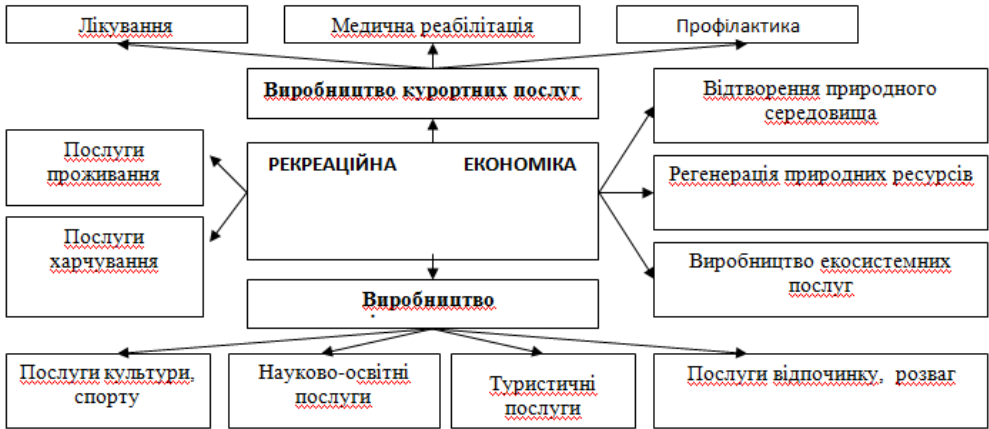 Лікування
Медична реабілітація
Профілактика
Виробництво курортних послуг
Відтворення природного
середовища
Послуги
проживання
РЕКРЕАЦІЙНА ЕКОНОМІКА
Регенерація природних ресурсів
Послуги
харчування
Виробництво екосистемних
послуг
Виробництво
Послуги культури,
спорту
Науково-освітні
послуги
Туристичні
послуги
Послуги відпочинку, розваг